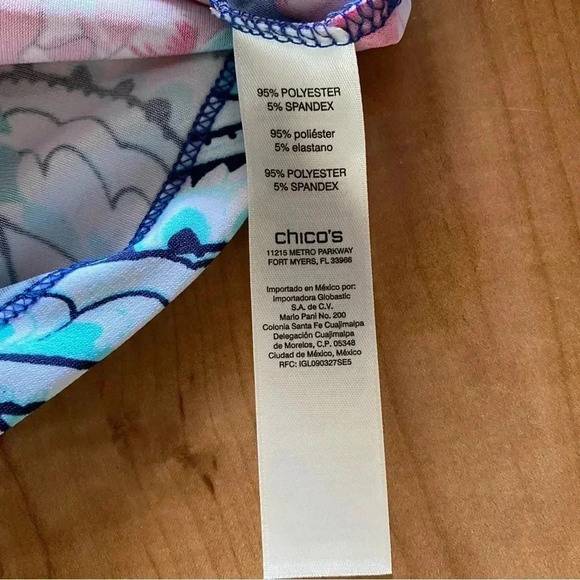 95% POLYESTER
5% SPANDEX
95% poliéster
5% elastano
95% POLYESTER
5% SPANDEX
chico's
11215 METRO PARKWAY
FORT MYERS, FL 33966
Importado en México por:
importadora Globastic
S.A. de C.V.
Mario Pani No. 200
Colonia Santa Fe Cuajimalpa
Delegación Cuajimalpa
de Morelos, C.P. 05348
Ciudad de México, México
RFC: IGL090327SE5